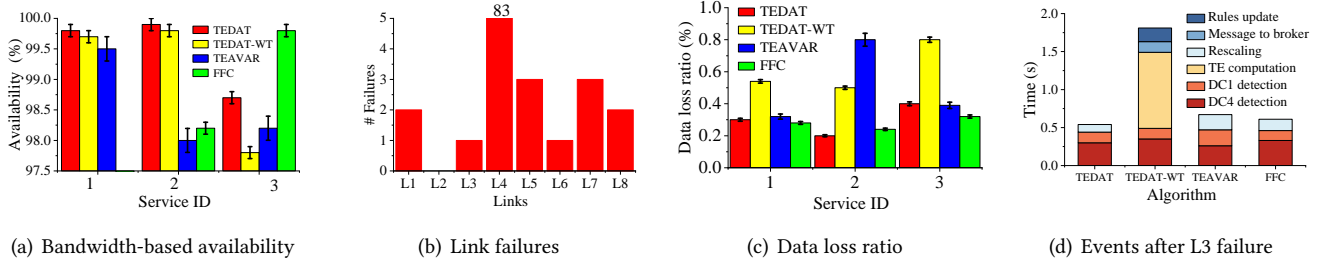 100.0
99.5
99.0
98.5
98.0
97.5
Availability (%)
TEDAT
TEDAT-WT
TEAVAR
FFC
1 2 3
Service ID
(a) Bandwidth-based availability
83
5
4
3
2
1
0
# Failures
L1 L2 L3 L4 L5 L6 L7 L8
Links
(b) Link failures
1.0
0.8
0.6
0.4
0.2
0.0
Data loss ratio (%)
TEDAT
TEDAT-WT
TEAVAR
FFC
1 2 3
Service ID
(c) Data loss ratio
2.0
1.5
1.0
0.5
0.0
Time (s)
Rules update
Message to broker
Rescaling
TE computation
DC1 detection
DC4 detection
TEDAT TEDAT-WT TEAVAR FFC
Algorithm
(d) Events after L3 failure